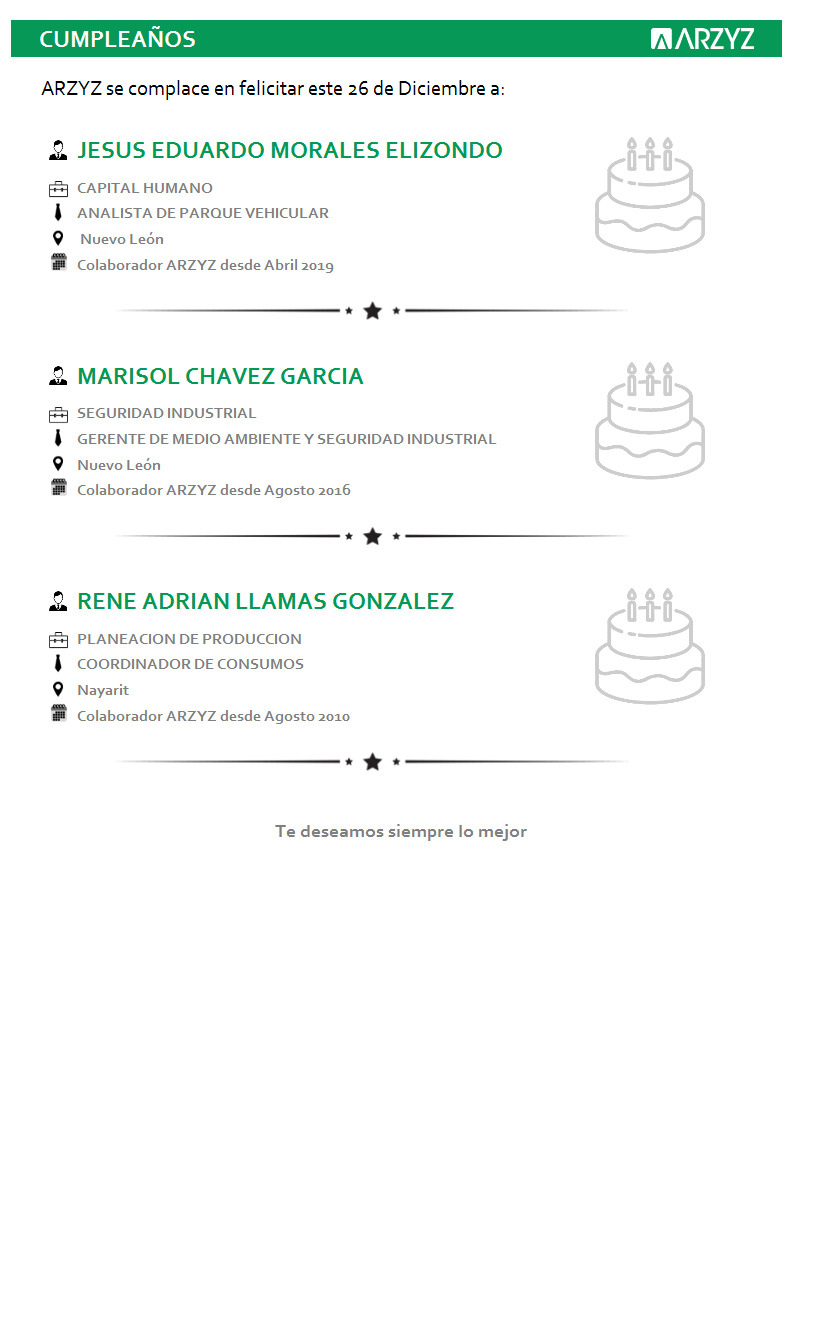 CUMPLEAÑOS
ARZYZ
ARZYZ se complace en felicitar este 26 de Diciembre a:
JESUS EDUARDO MORALES ELIZONDO
CAPITAL HUMANO
ANALISTA DE PARQUE VEHICULAR
Nuevo León
Colaborador ARZYZ desde Abril 2019
MARISOL CHAVEZ GARCIA
SEGURIDAD INDUSTRIAL
GERENTE DE MEDIO AMBIENTE Y SEGURIDAD INDUSTRIAL
Nuevo León
Colaborador ARZYZ desde Agosto 2016
RENE ADRIAN LLAMAS GONZALEZ
PLANEACION DE PRODUCCION
COORDINADOR DE CONSUMOS
Nayarit
Colaborador ARZYZ desde Agosto 2010
Te deseamos siempre lo mejor